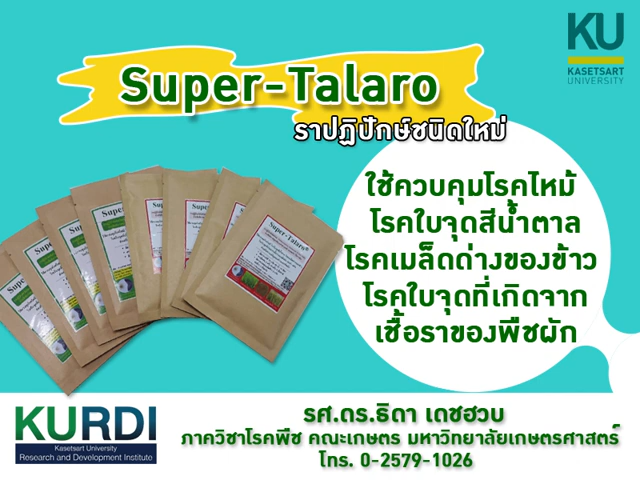 KU
KASETSART
UNIVERSITY
Super-Talaro
ราปฏิปักษ์ชนิดใหม่
ใช้ควบคุมโรคไหม้
โรคใบจุดสีน้ำตาล
โรคเมล็ดด่างของข้าว
โรคใบจุดที่เกิดจาก
เชื้อราของพืชผัก
Super-Talaro®
KURDI
Kasetsart University
Research and Development Institute
รศ.ดร.ธิดา เดชฮวบ
ภาควิชาโรคพืช คณะเกษตร มหาวิทยาลัยเกษตรศาสตร์
โทร. 0-2579-1026